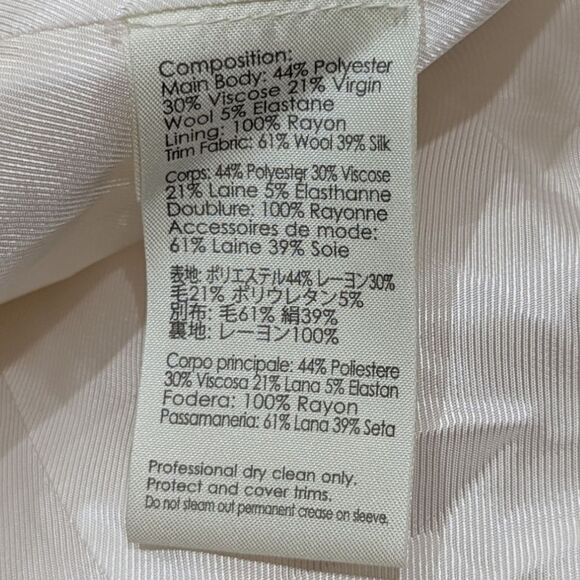 Composition:
Main Body: 44% Polyester
30% Viscose 21% Virgin
Wool 5% Elastane
Lining: 100% Rayon
Trim Fabric: 61% Wool 39% Silk
Corps: 44% Polyester 30% Viscose
21% Laine 5% Elasthanne
Doublure: 100% Rayonne
Accessoires de mode:
61% Laine 39% Soie
表地: ポリエステル44% レーヨン30%
毛21% ポリウレタン5%
別布: 毛61% 絹39%
裏地: レーヨン100%
Corpo principale: 44% Poliestere
30% Viscosa 21% Lana 5% Elastan
Fodera: 100% Rayon
Passamaneria: 61% Lana 39% Seta
Professional dry clean only.
Protect and cover trims.
Do not steam out permanent crease on sleeve.